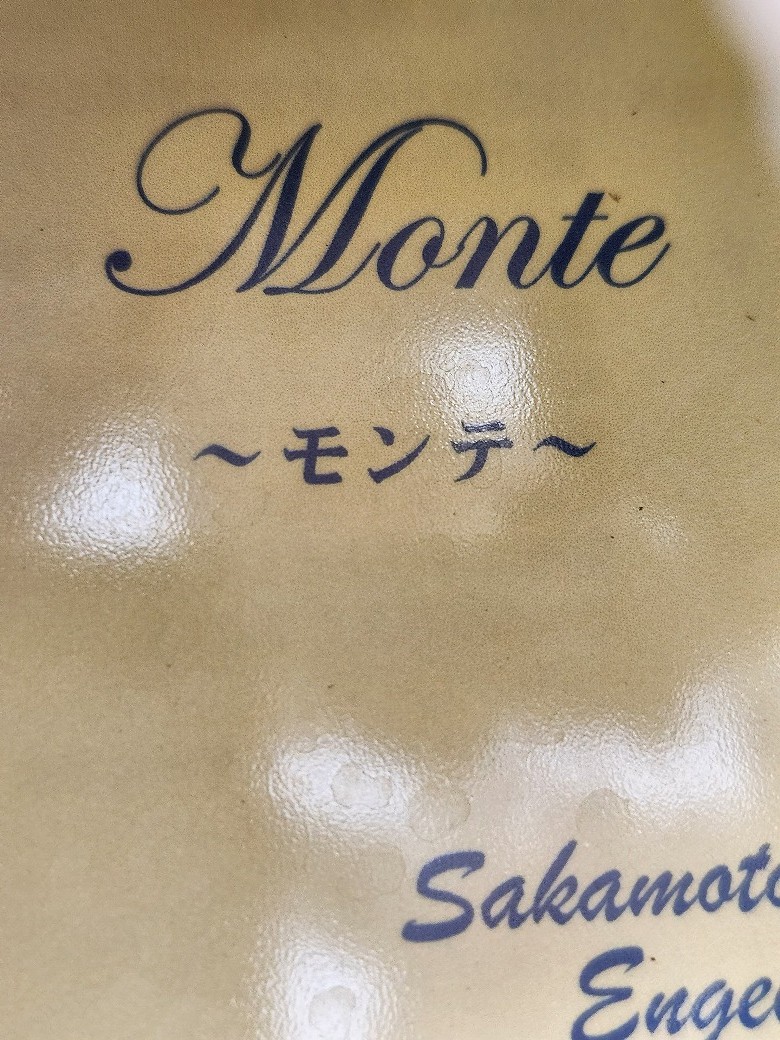 Monte
～モンテ～
Sakamoto